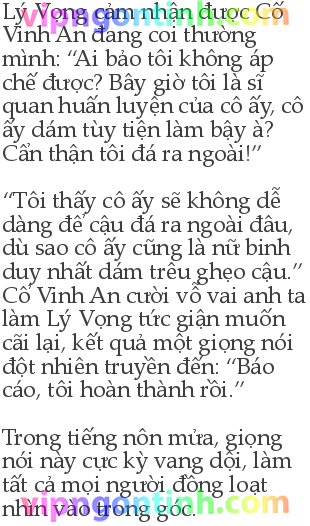 Lý Vọng cảm nhận được Cố
Vinh An đang coi thường
mình: “Ai bảo tôi không áp
chế được? Bây giờ tôi là sĩ
quan huấn luyện của cô ấy, cô
ấy dám tùy tiện làm bậy à?
Cẩn thận tôi đá ra ngoài!”

“Tôi thấy cô ấy sẽ không dễ
dàng để cậu đá ra ngoài đâu,
dù sao cô ấy cũng là nữ binh
duy nhất dám trêu ghẹo cậu.”
Cố Vinh An cười vỗ vai anh ta
làm Lý Vọng tức giận muốn
cãi lại, kết quả một giọng nói
đột nhiên truyền đến: “Báo
cáo, tôi hoàn thành rồi.”

Trong tiếng nôn mửa, giọng
nói này cực kỳ vang dội, làm
tất cả mọi người đồng loạt
nhìn vào trong góc.
vipngontinh.com
vipngontinh.com